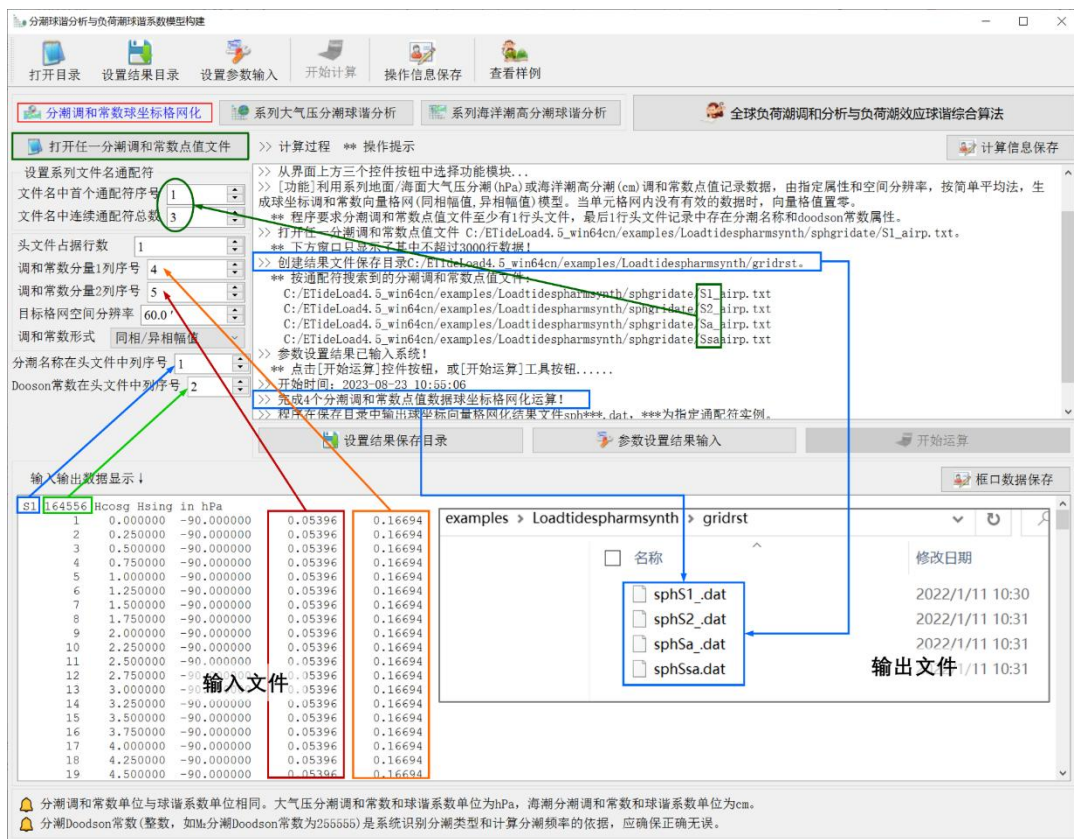 分潮球谐分析与负荷潮球谐系数模型构建
打开目录 设置结果目录 设置参数输入 开始计算 操作信息保存 查看样例
分潮调和常数球坐标格网化 系列大气压分潮球谐分析 系列海洋潮高分潮球谐分析 全球负荷潮调和分析与负荷潮效应球谐综合算法
打开任一分潮调和常数点值文件 >> 计算过程 ** 操作提示 计算信息保存
设置系列文件名通配符
文件名中首个通配符序号 1
文件名中连续通配符总数 3
头文件占据行数 1
调和常数分量1列序号 4
调和常数分量2列序号 5
目标格网空间分辨率 60.0′
调和常数形式 同相/异相幅值
分潮名称在头文件中列序号 1
Dooson常数在头文件中列序号 2
>> 从界面上方三个控件按钮中选择功能模块...
>> [功能]利用系列地面/海面大气压分潮(hPa)或海洋潮高分潮(cm)调和常数点值记录数据，由指定属性和空间分辨率，按简单平均法，生
成球坐标调和常数向量格网(同相幅值,异相幅值)模型。当单元格网内没有有效的数据时，向量格值置零。
** 程序要求分潮调和常数点值文件至少有1行头文件，最后1行头文件记录中存在分潮名称和doodson常数属性。
>> 打开任一分潮调和常数点值文件 C:/ETideLoad4.5_win64cn/examples/Loadtidespharmsynth/sphgridate/S1_airp.txt。
** 下方窗口只显示了其中不超过3000行数据！
>> 创建结果文件保存目录C:/ETideLoad4.5_win64cn/examples/Loadtidespharmsynth/gridrst。
** 按通配符搜索到的分潮调和常数点值文件：
C:/ETideLoad4.5_win64cn/examples/Loadtidespharmsynth/sphgridate/S1_airp.txt
C:/ETideLoad4.5_win64cn/examples/Loadtidespharmsynth/sphgridate/S2_airp.txt
C:/ETideLoad4.5_win64cn/examples/Loadtidespharmsynth/sphgridate/Sa_airp.txt
C:/ETideLoad4.5_win64cn/examples/Loadtidespharmsynth/sphgridate/Ssaairp.txt
>> 参数设置结果已输入系统！
** 点击[开始运算]控件按钮，或[开始运算]工具按钮......
>> 开始时间：2023-08-23 10:55:06
>> 完成4个分潮调和常数点值数据球坐标格网化运算！
>> 程序在保存目录中输出球坐标向量格网化结果文件sph***.dat，***为指定通配符实例。
设置结果保存目录 参数设置结果输入 开始运算
输入输出数据显示↓ 框口数据保存
S1 164556 Hcosg Hsing in hPa
1 0.000000 -90.000000 0.05396 0.16694
2 0.250000 -90.000000 0.05396 0.16694
3 0.500000 -90.000000 0.05396 0.16694
4 0.750000 -90.000000 0.05396 0.16694
5 1.000000 -90.000000 0.05396 0.16694
6 1.250000 -90.000000 0.05396 0.16694
7 1.500000 -90.000000 0.05396 0.16694
8 1.750000 -90.000000 0.05396 0.16694
9 2.000000 -90.000000 0.05396 0.16694
10 2.250000 -90.000000 0.05396 0.16694
11 2.500000 -90.000000 0.05396 0.16694
12 2.750000 -90.000000 0.05396 0.16694
13 3.000000 -90.000000 0.05396 0.16694
14 3.250000 -90.000000 0.05396 0.16694
15 3.500000 -90.000000 0.05396 0.16694
16 3.750000 -90.000000 0.05396 0.16694
17 4.000000 -90.000000 0.05396 0.16694
18 4.250000 -90.000000 0.05396 0.16694
19 4.500000 -90.000000 0.05396 0.16694
输入文件
examples > Loadtidespharmsynth > gridrst
名称 修改日期
sphS1_.dat 2022/1/11 10:30
sphS2_.dat 2022/1/11 10:31
sphSa_.dat 2022/1/11 10:31
sphSsa.dat 2022/1/11 10:31
输出文件
分潮调和常数单位与球谐系数单位相同。大气压分潮调和常数和球谐系数单位为hPa，海潮分潮调和常数和球谐系数单位为cm。
分潮Doodson常数(整数，如M₂分潮Doodson常数为255555)是系统识别分潮类型和计算分潮频率的依据，应确保正确无误。